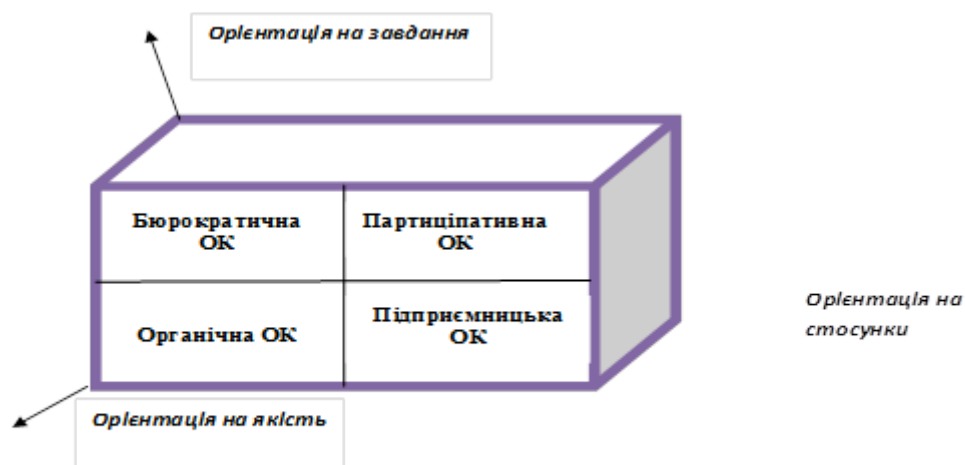 Орієнтація на завдання
Бюрократична
ОК
Партиціпативна
ОК
Органічна ОК
Підприємницька
ОК
Орієнтація на
стосунки
Орієнтація на якість